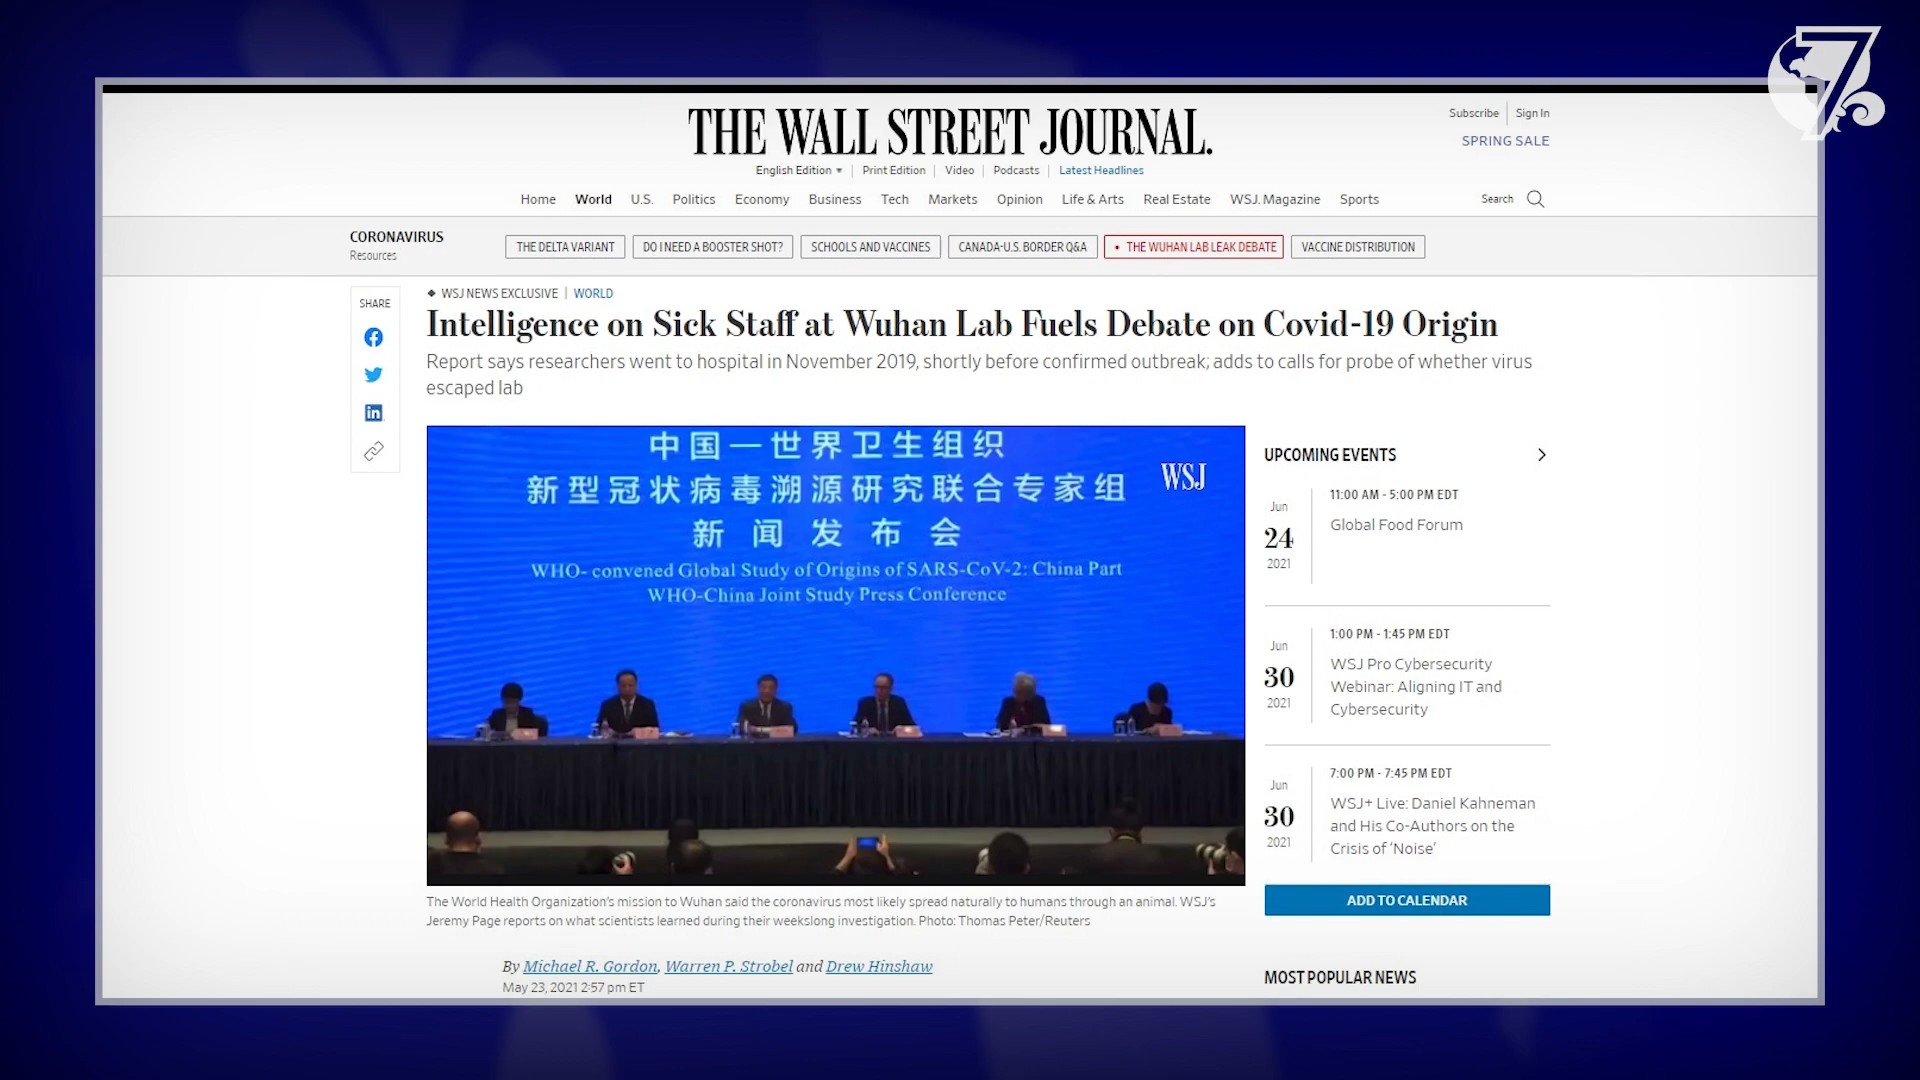 7
THE WALL STREET JOURNAL.
Subscribe Sign In
SPRING SALE
English Edition Print Edition Video Podcasts Latest Headlines
Home World U.S. Politics Economy Business Tech Markets Opinion Life & Arts Real Estate WSJ. Magazine Sports Search
CORONAVIRUS
Resources
THE DELTA VARIANT DO I NEED A BOOSTER SHOT? SCHOOLS AND VACCINES CANADA-U.S. BORDER Q&A • THE WUHAN LAB LEAK DEBATE VACCINE DISTRIBUTION
SHARE
in
◆ WSJ NEWS EXCLUSIVE | WORLD
Intelligence on Sick Staff at Wuhan Lab Fuels Debate on Covid-19 Origin
Report says researchers went to hospital in November 2019, shortly before confirmed outbreak; adds to calls for probe of whether virus
escaped lab
中国—世界卫生组织
新型冠状病毒溯源研究联合专家组
新闻发布会
WHO- convened Global Study of Origins of SARS-CoV-2: China Part
WHO-China Joint Study Press Conference
WSJ
The World Health Organization's mission to Wuhan said the coronavirus most likely spread naturally to humans through an animal. WSJ's
Jeremy Page reports on what scientists learned during their weekslong investigation. Photo: Thomas Peter/Reuters
By Michael R. Gordon, Warren P. Strobel and Drew Hinshaw
May 23, 2021 2:57 pm ET
UPCOMING EVENTS
Jun
24
2021
11:00 AM - 5:00 PM EDT
Global Food Forum
Jun
30
2021
1:00 PM - 1:45 PM EDT
WSJ Pro Cybersecurity
Webinar: Aligning IT and
Cybersecurity
Jun
30
2021
7:00 PM - 7:45 PM EDT
WSJ+ Live: Daniel Kahneman
and His Co-Authors on the
Crisis of 'Noise'
ADD TO CALENDAR
MOST POPULAR NEWS